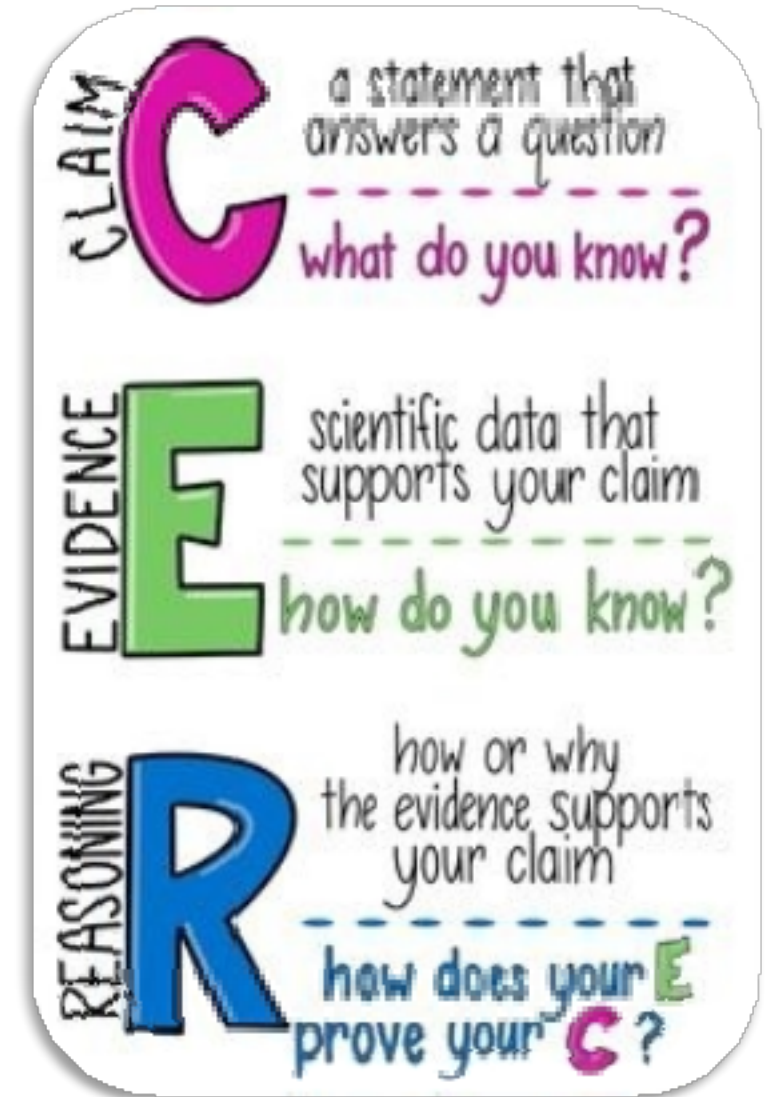 CLAIM
C
a statement that
answers a question
what do you know?
EVIDENCE
E
scientific data that
supports your claim
how do you know?
REASONING
R
how or why
the evidence supports
your claim
how does your E
prove your C?